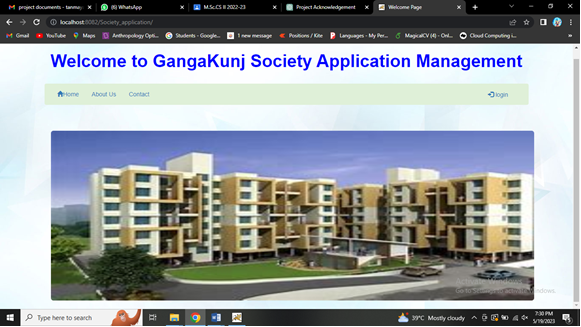 project documents - tanmay
(6) WhatsApp
M.Sc.CS II 2022-23
Project Acknowledgement
Welcome Page
localhost:8082/Society_application/
Gmail YouTube Maps Anthropology Opti... Students - Google... 1 new message Positions / Kite Languages - My Per... MagicalCV (4) - Onl... Cloud Computing i...
Welcome to GangaKunj Society Application Management
Home About Us Contact login
Go to Settings to activate Windows.
Type here to search
39°C Mostly cloudy
7:30 PM
5/19/2023